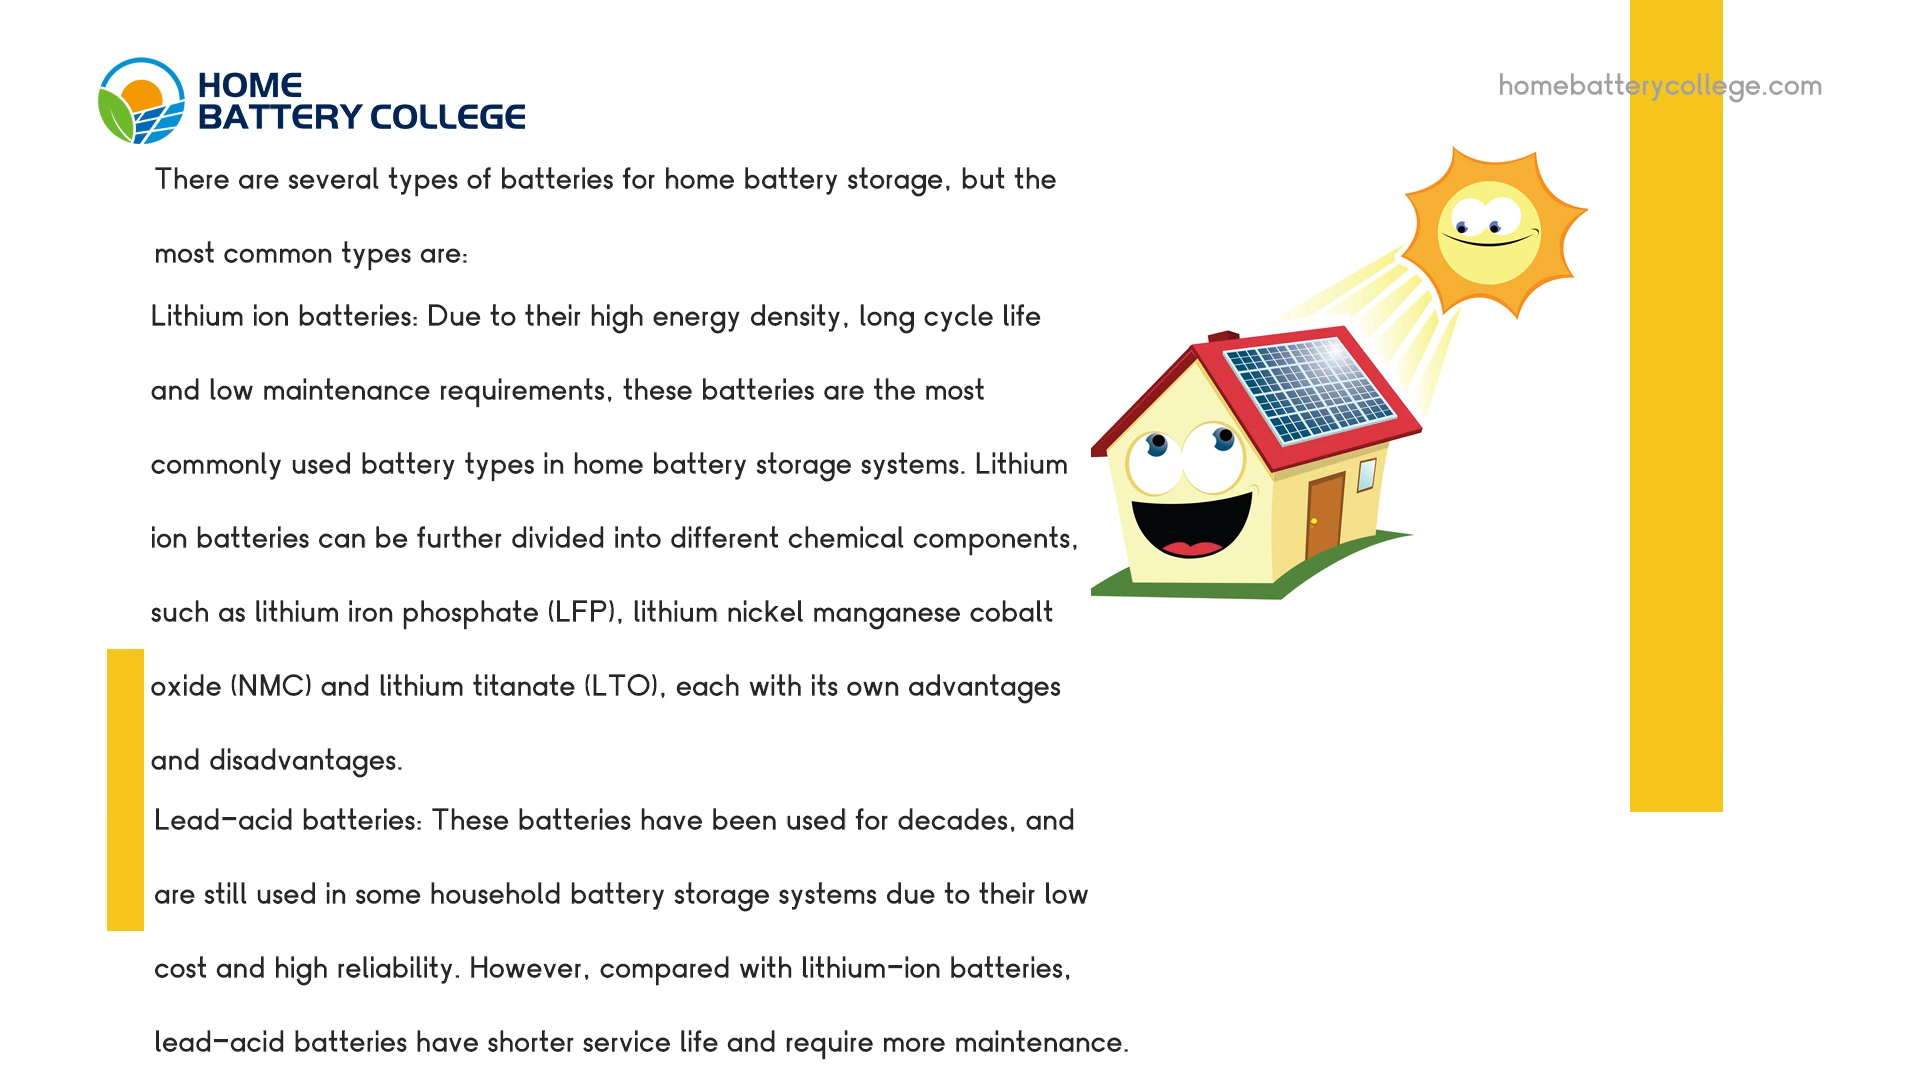 HOME
BATTERY COLLEGE
homebatterycollege.com
There are several types of batteries for home battery storage, but the
most common types are:
Lithium ion batteries: Due to their high energy density, long cycle life
and low maintenance requirements, these batteries are the most
commonly used battery types in home battery storage systems. Lithium
ion batteries can be further divided into different chemical components,
such as lithium iron phosphate (LFP), lithium nickel manganese cobalt
oxide (NMC) and lithium titanate (LTO), each with its own advantages
and disadvantages.
Lead-acid batteries: These batteries have been used for decades, and
are still used in some household battery storage systems due to their low
cost and high reliability. However, compared with lithium-ion batteries,
lead-acid batteries have shorter service life and require more maintenance.